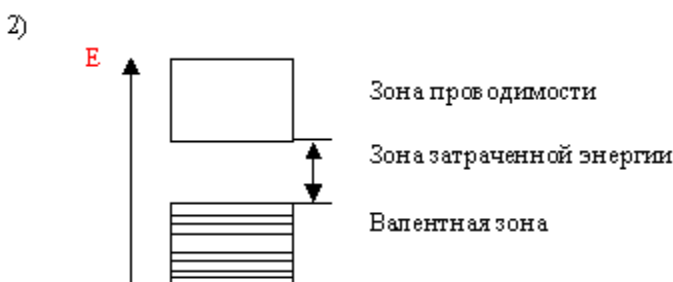 2)
E
Зона проводимости
Зона затраченной энергии
Валентная зона